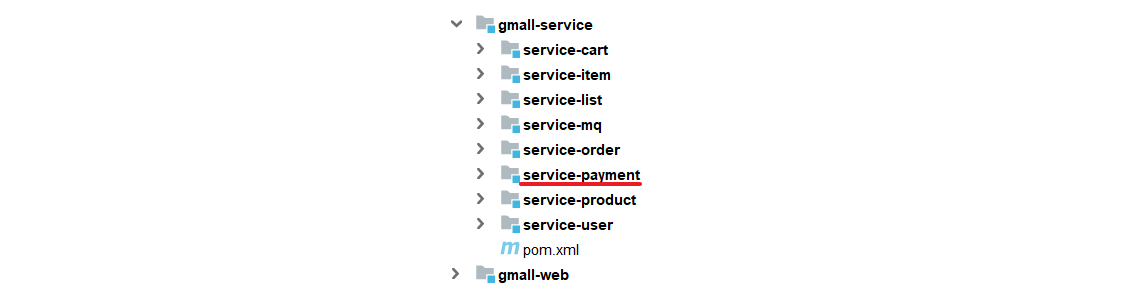 gmall-service
service-cart
service-item
service-list
service-mq
service-order
service-payment
service-product
service-user
pom.xml
gmall-web